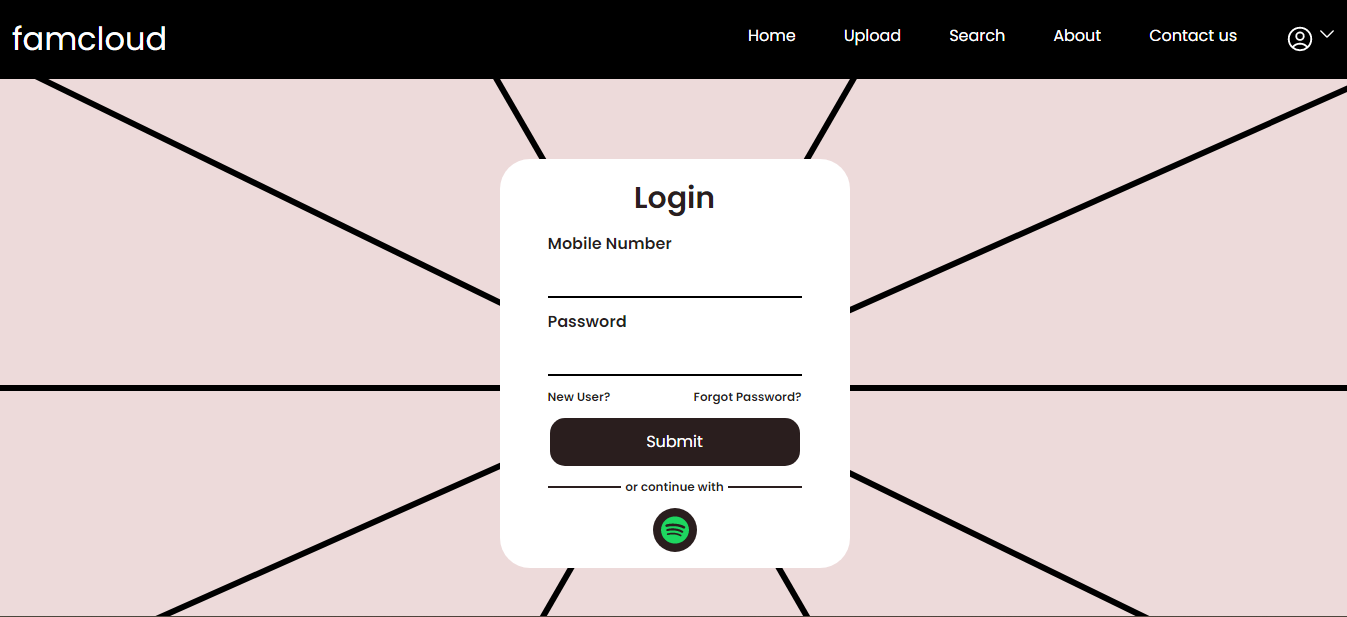 famcloud
Home Upload Search About Contact us
Login
Mobile Number
Password
New User? Forgot Password?
Submit
or continue with